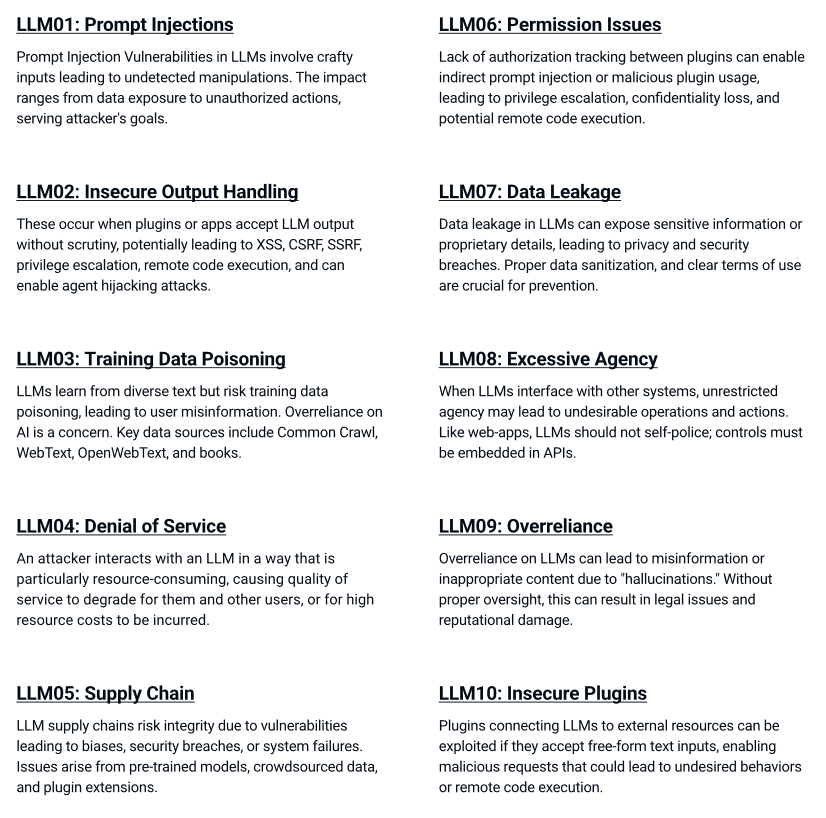 LLM01: Prompt Injections
Prompt Injection Vulnerabilities in LLMs involve crafty
inputs leading to undetected manipulations. The impact
ranges from data exposure to unauthorized actions,
serving attacker's goals.
LLM02: Insecure Output Handling
These occur when plugins or apps accept LLM output
without scrutiny, potentially leading to XSS, CSRF, SSRF,
privilege escalation, remote code execution, and can
enable agent hijacking attacks.
LLM03: Training Data Poisoning
LLMs learn from diverse text but risk training data
poisoning, leading to user misinformation. Overreliance on
AI is a concern. Key data sources include Common Crawl,
WebText, OpenWebText, and books.
LLM04: Denial of Service
An attacker interacts with an LLM in a way that is
particularly resource-consuming, causing quality of
service to degrade for them and other users, or for high
resource costs to be incurred.
LLM05: Supply Chain
LLM supply chains risk integrity due to vulnerabilities
leading to biases, security breaches, or system failures.
Issues arise from pre-trained models, crowdsourced data,
and plugin extensions.
LLM06: Permission Issues
Lack of authorization tracking between plugins can enable
indirect prompt injection or malicious plugin usage,
leading to privilege escalation, confidentiality loss, and
potential remote code execution.
LLM07: Data Leakage
Data leakage in LLMs can expose sensitive information or
proprietary details, leading to privacy and security
breaches. Proper data sanitization, and clear terms of use
are crucial for prevention.
LLM08: Excessive Agency
When LLMs interface with other systems, unrestricted
agency may lead to undesirable operations and actions.
Like web-apps, LLMs should not self-police; controls must
be embedded in APIs.
LLM09: Overreliance
Overreliance on LLMs can lead to misinformation or
inappropriate content due to "hallucinations." Without
proper oversight, this can result in legal issues and
reputational damage.
LLM10: Insecure Plugins
Plugins connecting LLMs to external resources can be
exploited if they accept free-form text inputs, enabling
malicious requests that could lead to undesired behaviors
or remote code execution.